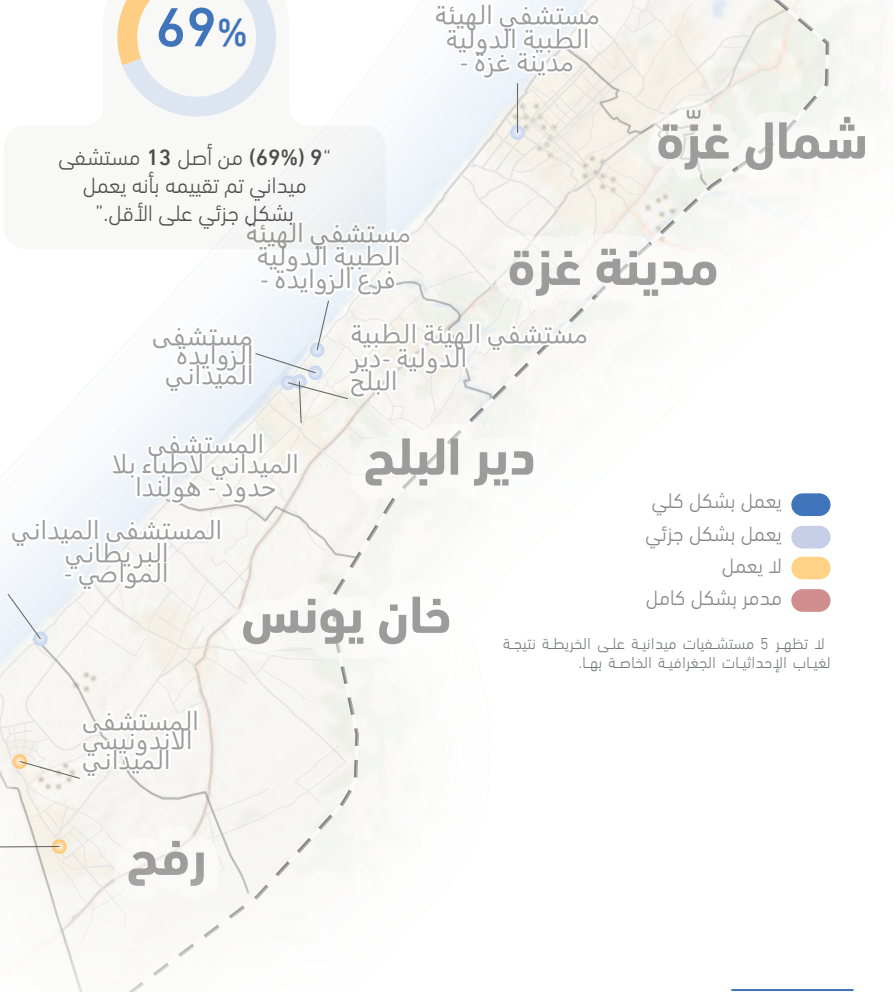 69%
“9 (69%) من أصل 13 مستشفى
ميداني تم تقييمه بأنه يعمل
بشكل جزئي على الأقل.”
مستشفي الهيئة
الطبية الدولية
مدينة غزة -
شمال غزّة
مدينة غزة
مستشفي الهيئة
الطبية الدولية
فرع الزوايدة -
مستشفي الهيئة الطبية
الدولية -دير
البلح
مستشفى
الزوايدة
الميداني
المستشفى
الميداني لاطباء بلا
حدود - هولندا
دير البلح
المستشفى الميداني
البريطاني
المواصي -
خان يونس
المستشفى
الاندونيسي
الميداني
رفح
يعمل بشكل كلي
يعمل بشكل جزئي
لا يعمل
مدمر بشكل كامل
لا تظهر 5 مستشفيات ميدانية على الخريطة نتيجة
لغياب الإحداثيات الجغرافية الخاصة بها.